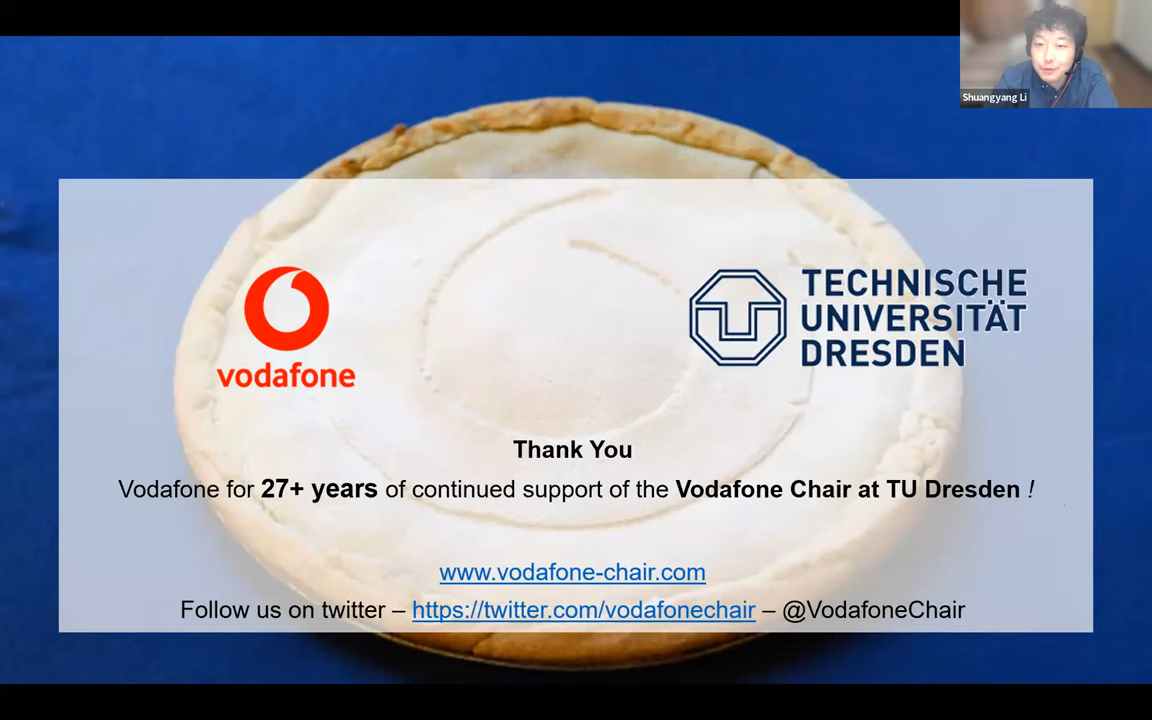 Shuangyang Li
vodafone
TECHNISCHE
UNIVERSITÄT
DRESDEN
Thank You
Vodafone for 27+ years of continued support of the Vodafone Chair at TU Dresden !
www.vodafone-chair.com
Follow us on twitter – https://twitter.com/vodafonechair – @VodafoneChair